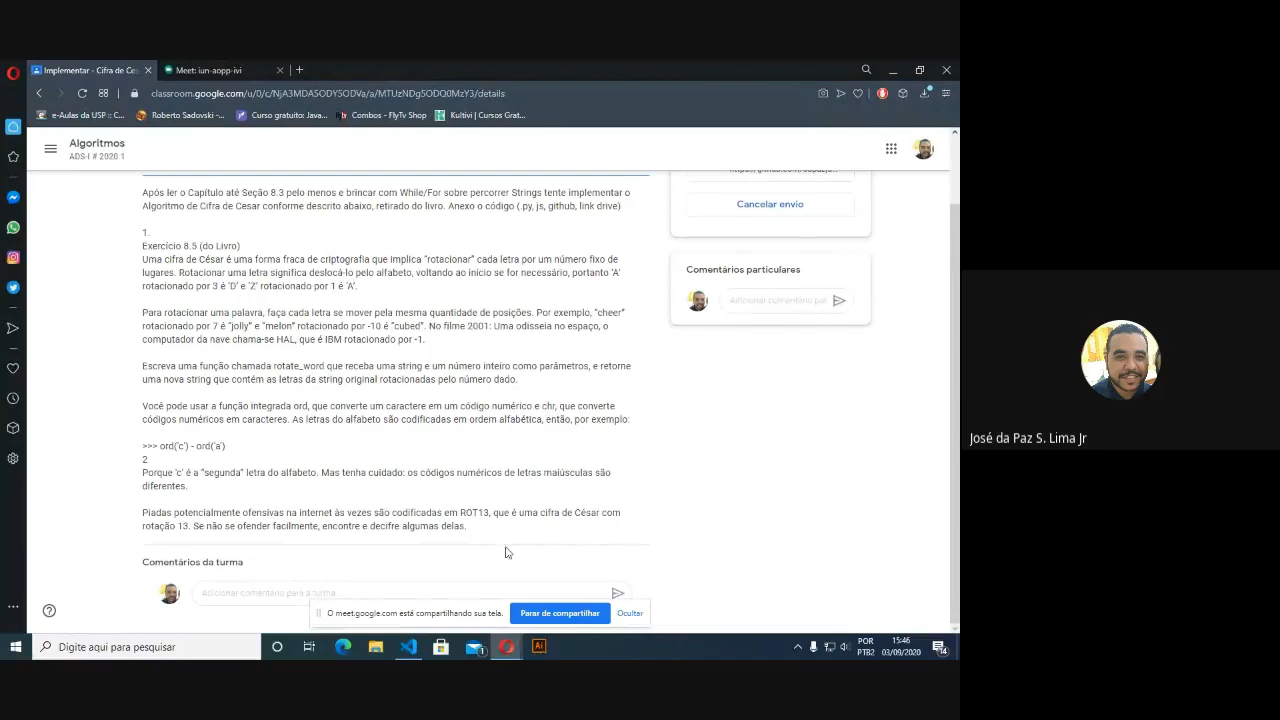 Implementar - Cifra de Ces
Meet: iun-aopp-ivi
classroom.google.com/u/0/c/NjA3MDA5ODY5ODVa/a/MTUzNDg5ODQ0MzY3/details
e-Aulas da USP :: C...
Roberto Sadovski - ...
Curso gratuito: Java...
Combos - FlyTv Shop
Kultivi | Cursos Grat...
Algoritmos
ADS-I # 2020.1
Cancelar envio
Após ler o Capítulo até Seção 8.3 pelo menos e brincar com While/For sobre percorrer Strings tente implementar o
Algoritmo de Cifra de Cesar conforme descrito abaixo, retirado do livro. Anexo o código (.py, js, github, link drive)
1.
Exercício 8.5 (do Livro)
Uma cifra de César é uma forma fraca de criptografia que implica “rotacionar” cada letra por um número fixo de
lugares. Rotacionar uma letra significa deslocá-lo pelo alfabeto, voltando ao início se for necessário, portanto ‘A’
rotacionado por 3 é ‘D’ e ‘Z’ rotacionado por 1 é ‘A’.
Para rotacionar uma palavra, faça cada letra se mover pela mesma quantidade de posições. Por exemplo, “cheer”
rotacionado por 7 é “jolly” e “melon” rotacionado por -10 é “cubed”. No filme 2001: Uma odisseia no espaço, o
computador da nave chama-se HAL, que é IBM rotacionado por -1.
Escreva uma função chamada rotate_word que receba uma string e um número inteiro como parâmetros, e retorne
uma nova string que contém as letras da string original rotacionadas pelo número dado.
Você pode usar a função integrada ord, que converte um caractere em um código numérico e chr, que converte
códigos numéricos em caracteres. As letras do alfabeto são codificadas em ordem alfabética, então, por exemplo:
>>> ord('c') - ord('a')
2
Porque 'c' é a “segunda” letra do alfabeto. Mas tenha cuidado: os códigos numéricos de letras maiúsculas são
diferentes.
Piadas potencialmente ofensivas na internet às vezes são codificadas em ROT13, que é uma cifra de César com
rotação 13. Se não se ofender facilmente, encontre e decifre algumas delas.
Comentários particulares
Adicionar comentário par
Comentários da turma
Adicionar comentário para a turma...
O meet.google.com está compartilhando sua tela.
Parar de compartilhar
Ocultar
Digite aqui para pesquisar
Ai
POR
PTB2
15:46
03/09/2020
José da Paz S. Lima Jr